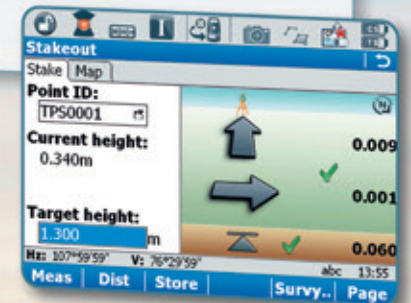 Stakeout
Stake Map
Point ID:
TPS0001
Current height:
0.340m
Target height:
1.300 m
0.009
0.001
0.060
Hz: 107°59'59" V: 76°29'59"
abc 13:55
Meas Dist Store Survy.. Page